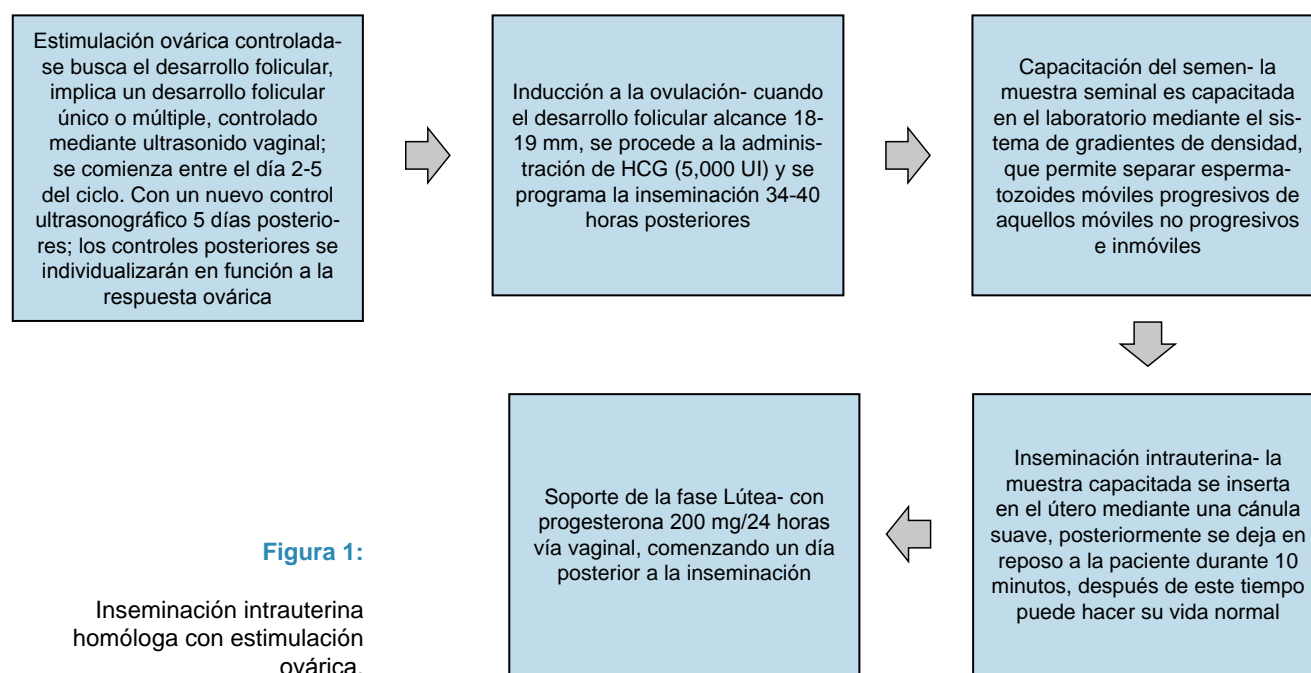 Estimulación ovárica controlada-
se busca el desarrollo folicular,
implica un desarrollo folicular
único o múltiple, controlado
mediante ultrasonido vaginal;
se comienza entre el día 2-5
del ciclo. Con un nuevo control
ultrasonográfico 5 días posterio-
res; los controles posteriores se
individualizarán en función a la
respuesta ovárica
Inducción a la ovulación- cuando
el desarrollo folicular alcance 18-
19 mm, se procede a la adminis-
tración de HCG (5,000 UI) y se
programa la inseminación 34-40
horas posteriores
Capacitación del semen- la
muestra seminal es capacitada
en el laboratorio mediante el sis-
tema de gradientes de densidad,
que permite separar esperma-
tozoides móviles progresivos de
aquellos móviles no progresivos
e inmóviles
Inseminación intrauterina- la
muestra capacitada se inserta
en el útero mediante una cánula
suave, posteriormente se deja en
reposo a la paciente durante 10
minutos, después de este tiempo
puede hacer su vida normal
Soporte de la fase Lútea- con
progesterona 200 mg/24 horas
vía vaginal, comenzando un día
posterior a la inseminación
Figura 1:
Inseminación intrauterina
homóloga con estimulación
ovárica.